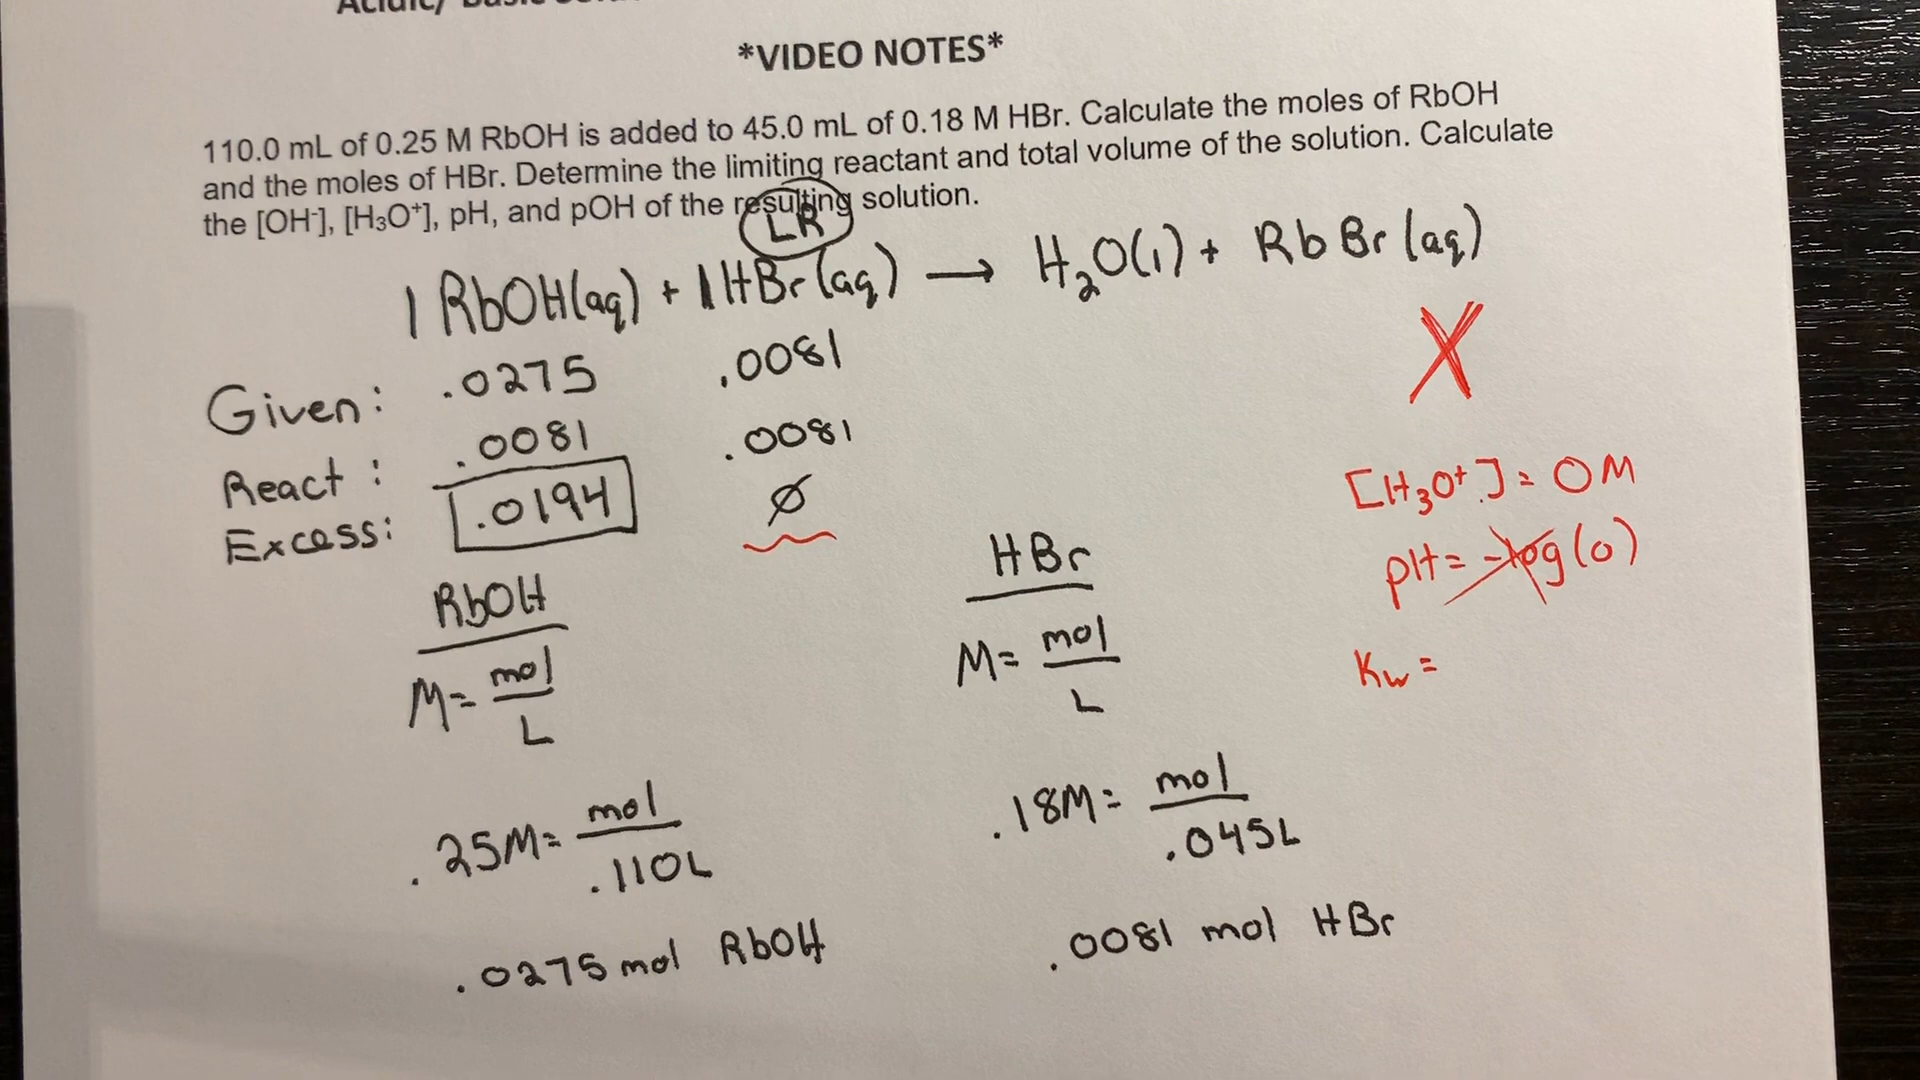 *VIDEO NOTES*
110.0 mL of 0.25 M RbOH is added to 45.0 mL of 0.18 M HBr. Calculate the moles of RbOH
and the moles of HBr. Determine the limiting reactant and total volume of the solution. Calculate
the [OH⁻], [H₃O⁺], pH, and pOH of the resulting solution.
LR
1 RbOH(aq) + 1 HBr(aq) → H₂O(l) + RbBr(aq)
Given: .0275 .0081
X
React: .0081 .0081
Excess: .0194 ∅
[H₃O⁺] = 0M
pH = -log(0)
Kw =
RbOH
M = mol
L
HBr
M = mol
L
.25M = mol
.110L
.18M = mol
.045L
.0275 mol RbOH
.0081 mol HBr